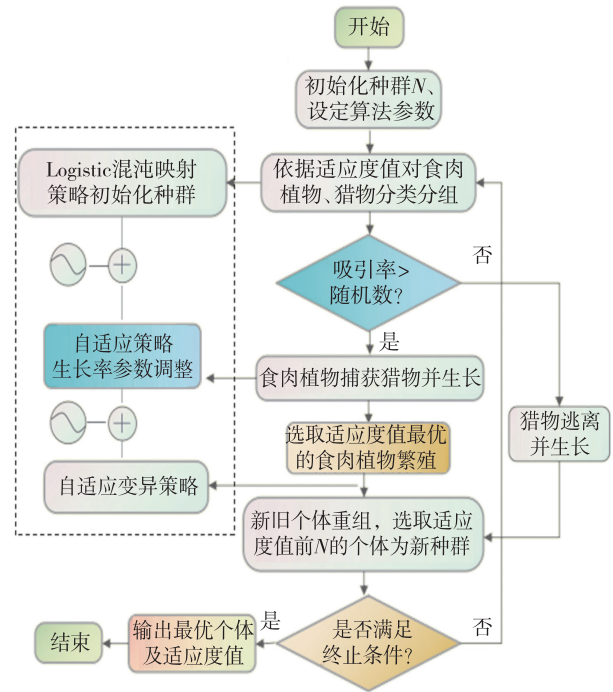 开始
初始化种群N、
设定算法参数
Logistic混沌映射
策略初始化种群
依据适应度值对食肉
植物、猎物分类分组
吸引率>
随机数?
否
是
自适应策略
生长率参数调整
食肉植物捕获猎物并生长
猎物逃离
并生长
选取适应度值最优
的食肉植物繁殖
自适应变异策略
新旧个体重组，选取适应
度值前N的个体为新种群
是否满足
终止条件?
是
否
输出最优个体
及适应度值
结束